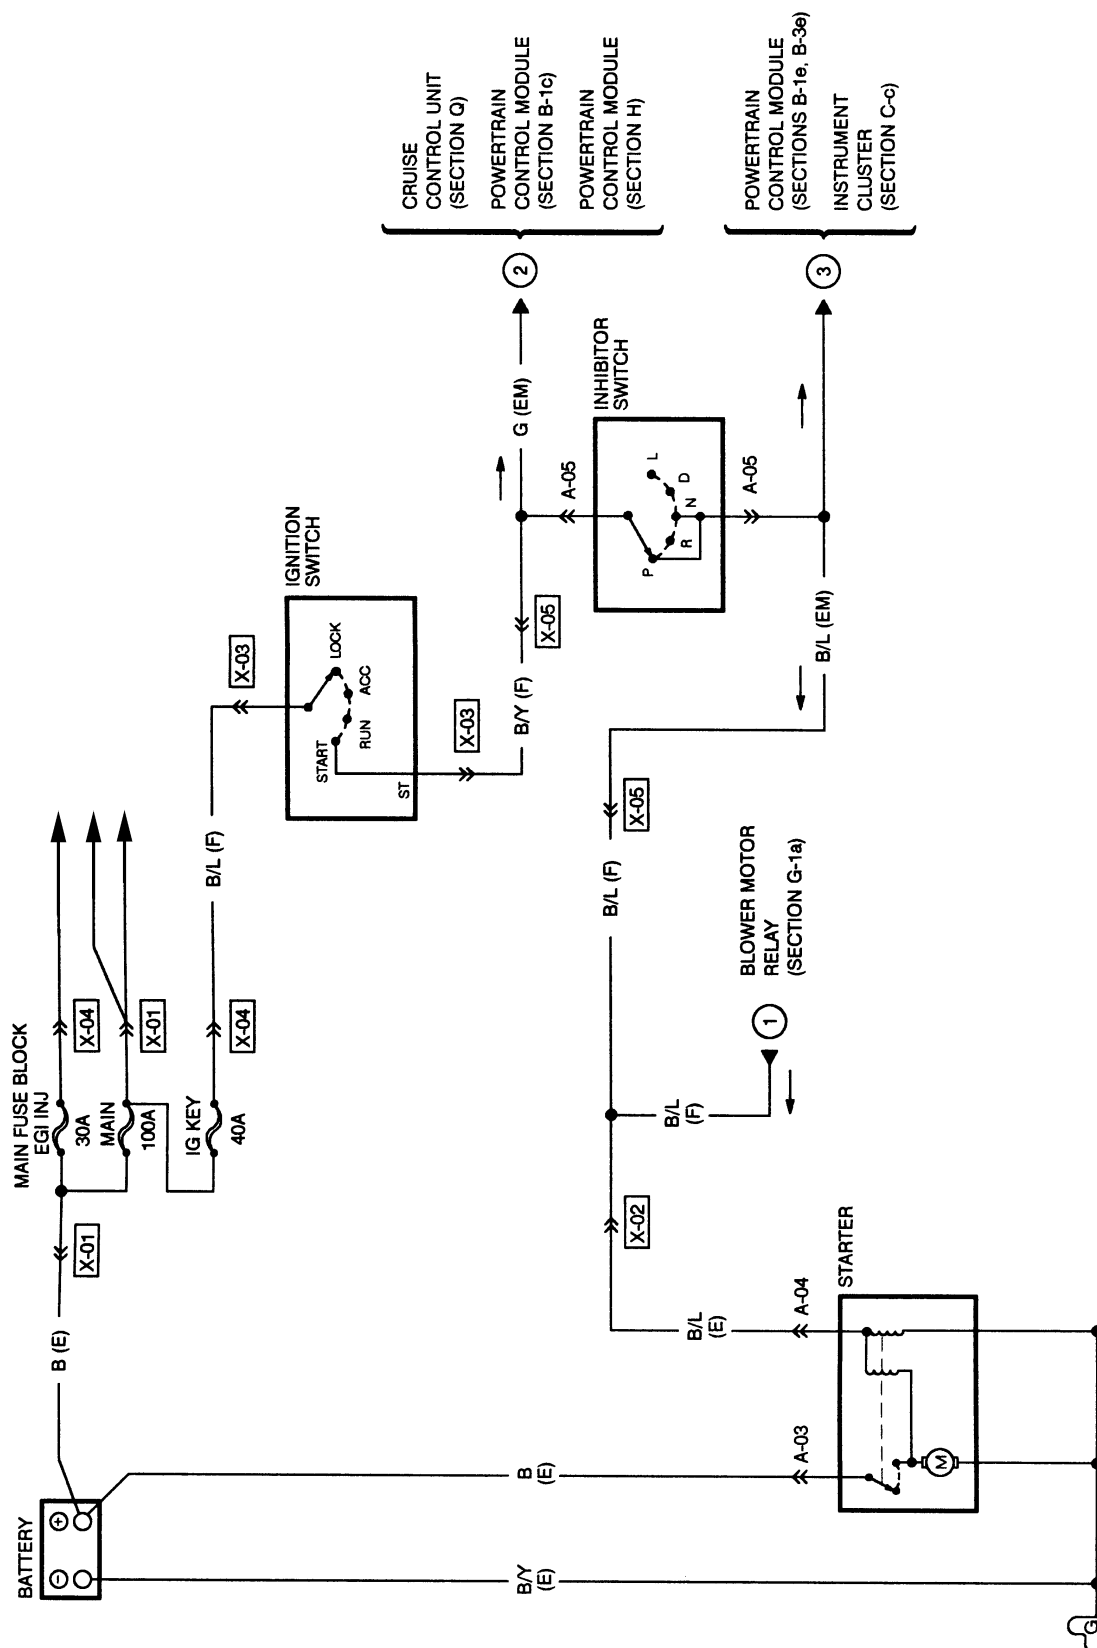 BATTERY
B (E)
X-01
MAIN FUSE BLOCK
EGI INJ
30A
MAIN
100A
IG KEY
40A
X-04
X-01
X-04
B/L (F)
X-03
IGNITION
SWITCH
LOCK
ACC
RUN
START
ST
X-03
B/Y (F)
X-05
G (EM)
2
CRUISE
CONTROL UNIT
(SECTION Q)
POWERTRAIN
CONTROL MODULE
(SECTION B-1c)
POWERTRAIN
CONTROL MODULE
(SECTION H)
A-05
INHIBITOR
SWITCH
P
R
N
D
L
A-05
3
POWERTRAIN
CONTROL MODULE
(SECTIONS B-1e, B-3e)
INSTRUMENT
CLUSTER
(SECTION C-c)
B/L (EM)
X-05
B/L (F)
BLOWER MOTOR
RELAY
(SECTION G-1a)
1
B/L
(F)
X-02
B/L
(E)
A-04
STARTER
A-03
M
B
(E)
B/Y
(E)
G